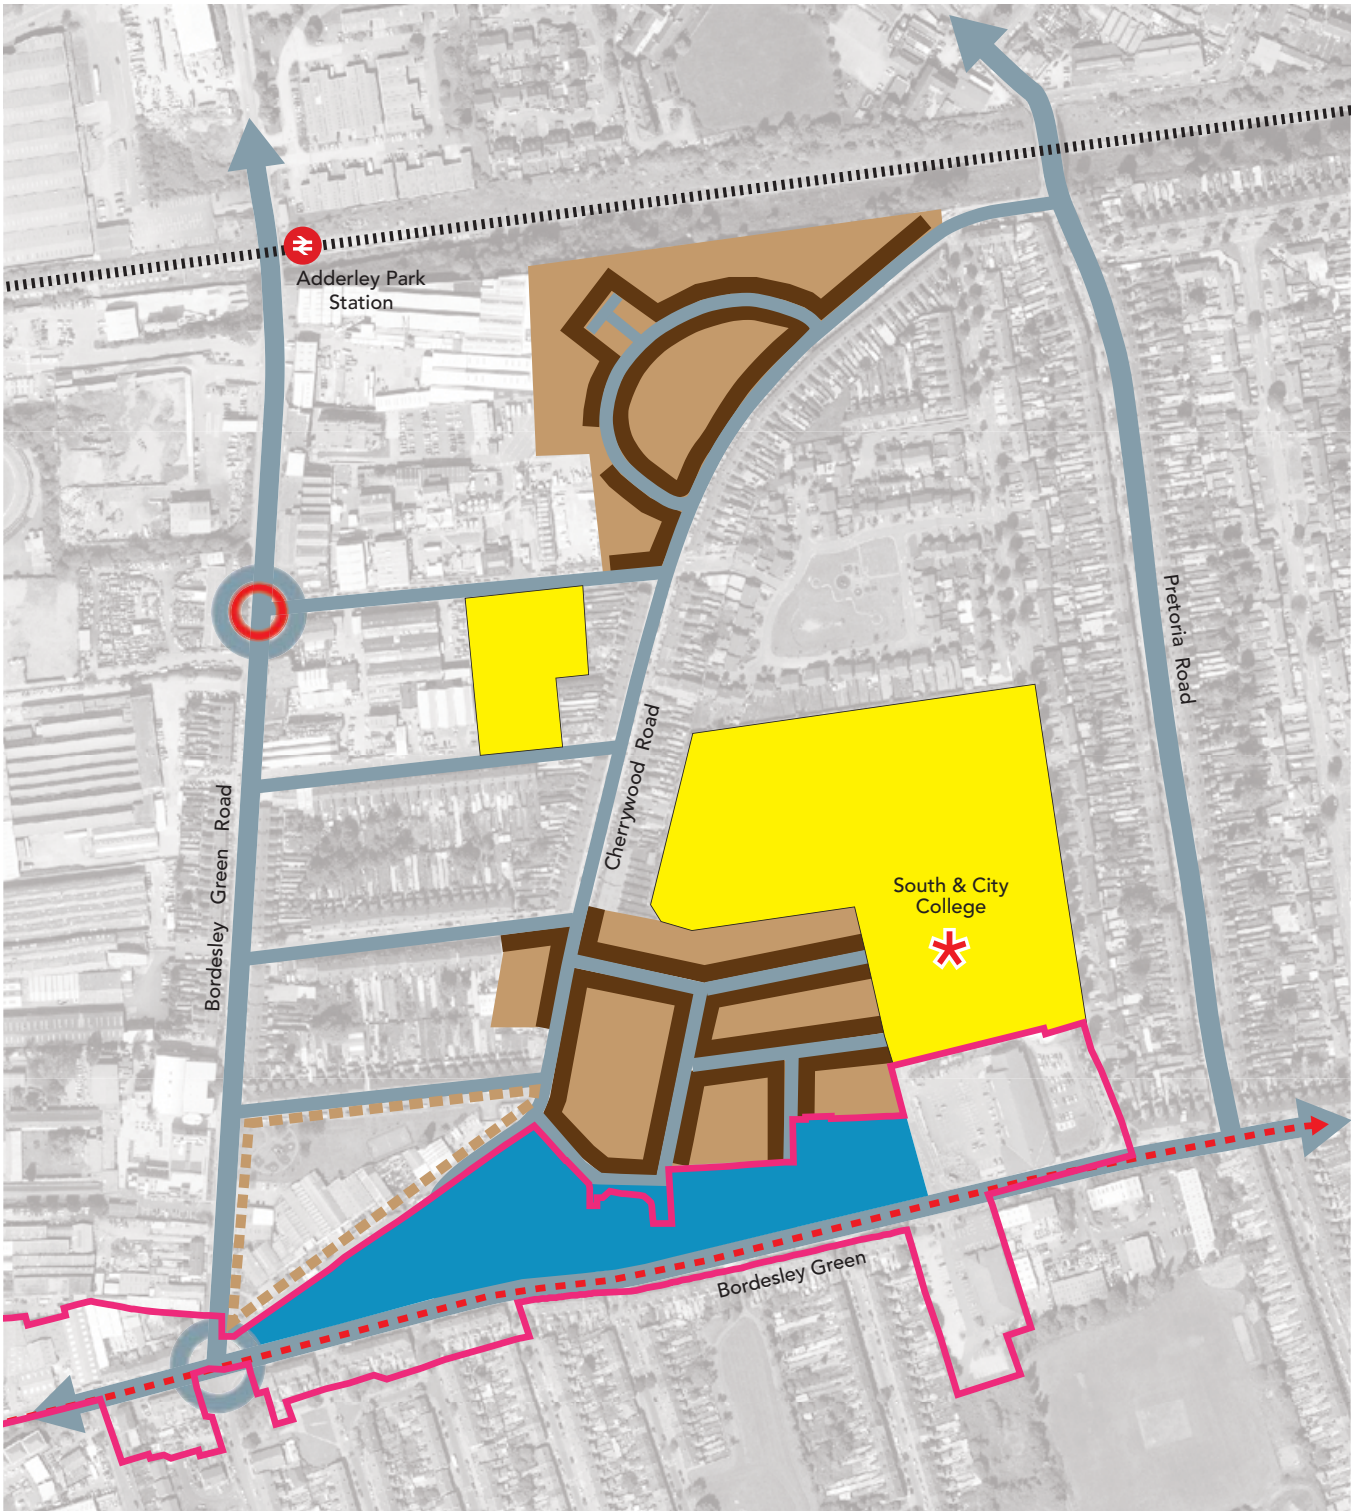 Adderley Park
Station
Pretoria Road
Cherrywood Road
Bordesley Green Road
South & City
College
Bordesley Green